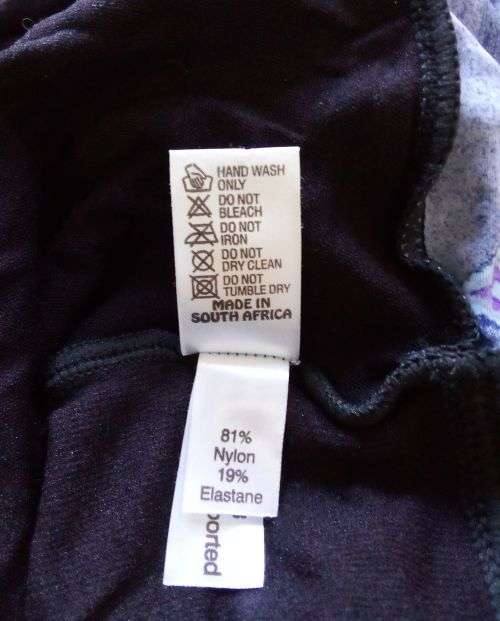 HAND WASH
ONLY
DO NOT
BLEACH
DO NOT
IRON
DO NOT
DRY CLEAN
DO NOT
TUMBLE DRY
MADE IN
SOUTH AFRICA
81%
Nylon
19%
Elastane